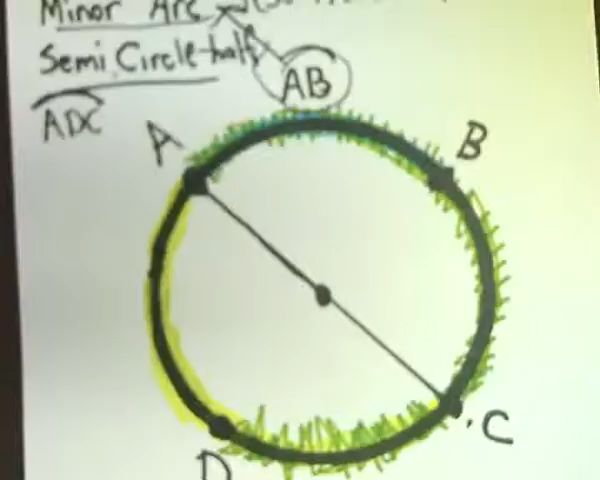 Minor Arc
Semi Circle-half
AB
ADC
A
B
C
D